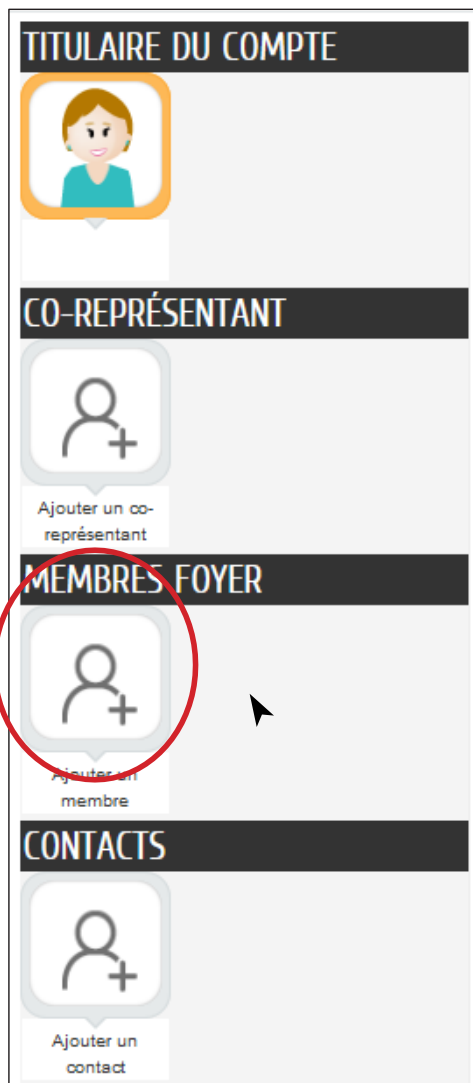 TITULAIRE DU COMPTE
CO-REPRÉSENTANT
Ajouter un co-
représentant
MEMBRES FOYER
Ajouter un
membre
CONTACTS
Ajouter un
contact